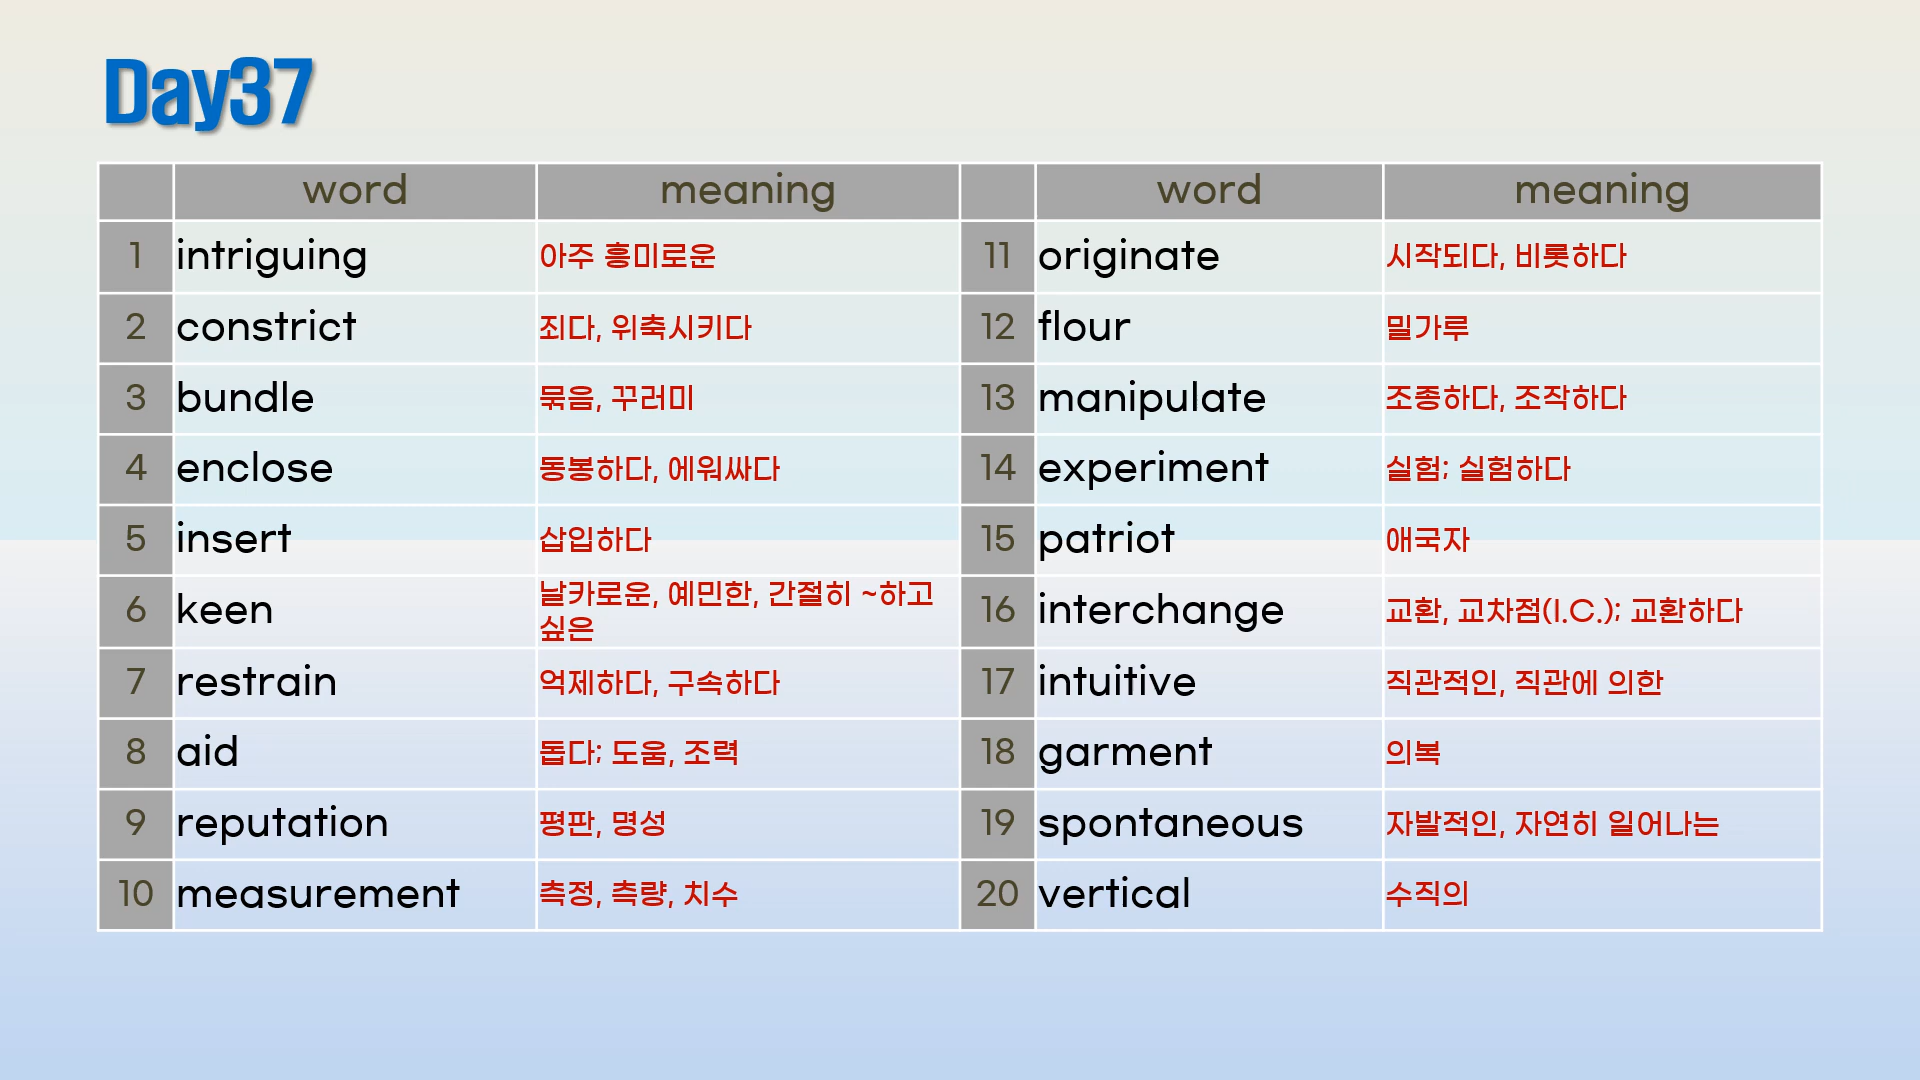 Day37
word meaning word meaning
1 intriguing 아주 흥미로운 11 originate 시작되다, 비롯하다
2 constrict 죄다, 위축시키다 12 flour 밀가루
3 bundle 묶음, 꾸러미 13 manipulate 조종하다, 조작하다
4 enclose 동봉하다, 에워싸다 14 experiment 실험; 실험하다
5 insert 삽입하다 15 patriot 애국자
6 keen 날카로운, 예민한, 간절히 ~하고
싶은 16 interchange 교환, 교차점(I.C.); 교환하다
7 restrain 억제하다, 구속하다 17 intuitive 직관적인, 직관에 의한
8 aid 돕다; 도움, 조력 18 garment 의복
9 reputation 평판, 명성 19 spontaneous 자발적인, 자연히 일어나는
10 measurement 측정, 측량, 치수 20 vertical 수직의